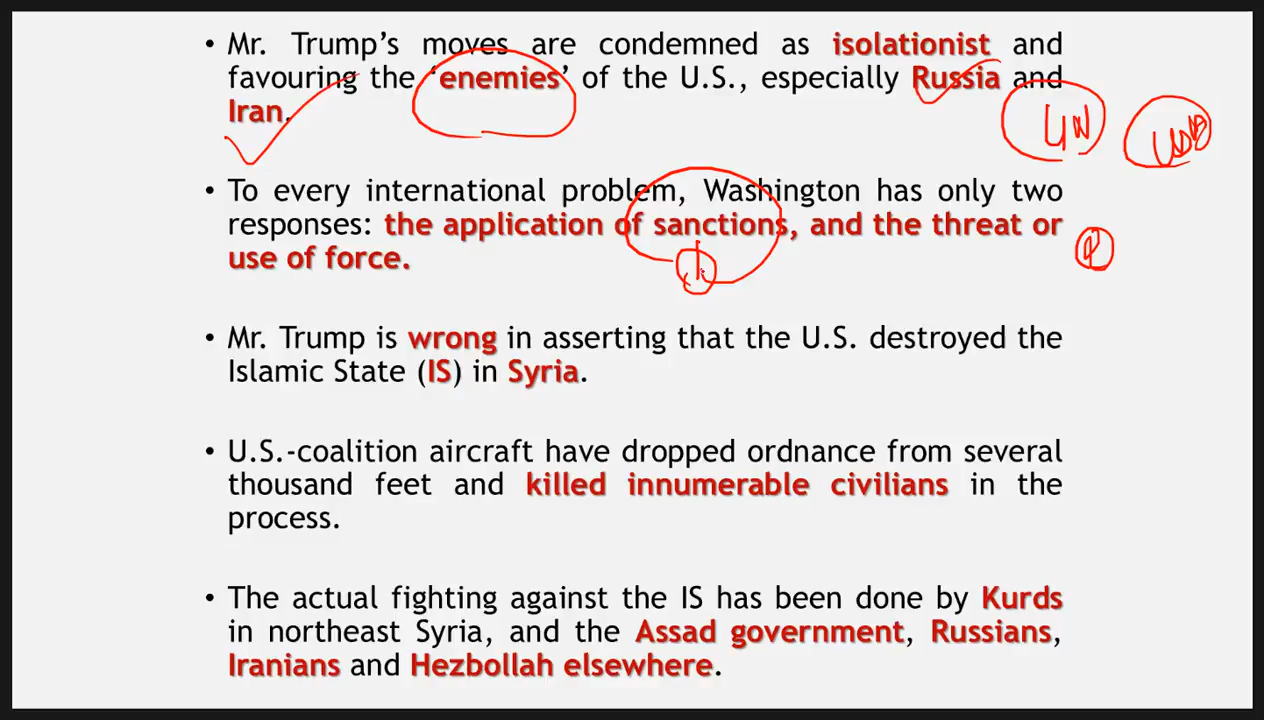 • Mr. Trump's moves are condemned as isolationist and
favouring the 'enemies' of the U.S., especially Russia and
Iran.
UN
• To every international problem, Washington has only two
responses: the application of sanctions, and the threat or
use of force.
• Mr. Trump is wrong in asserting that the U.S. destroyed the
Islamic State (IS) in Syria.
• U.S.-coalition aircraft have dropped ordnance from several
thousand feet and killed innumerable civilians in the
process.
• The actual fighting against the IS has been done by Kurds
in northeast Syria, and the Assad government, Russians,
Iranians and Hezbollah elsewhere.